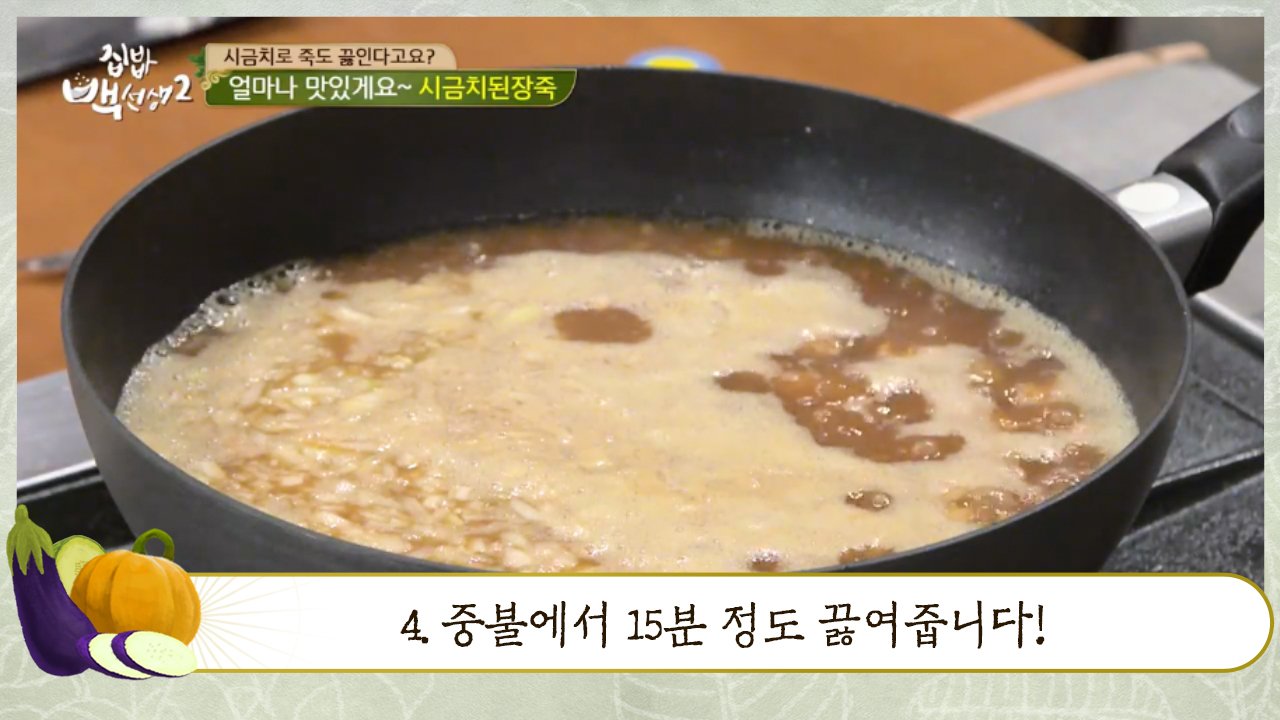 집밥
백선생2
시금치로 죽도 끓인다고요?
얼마나 맛있게요~ 시금치된장죽
4. 중불에서 15분 정도 끓여줍니다!